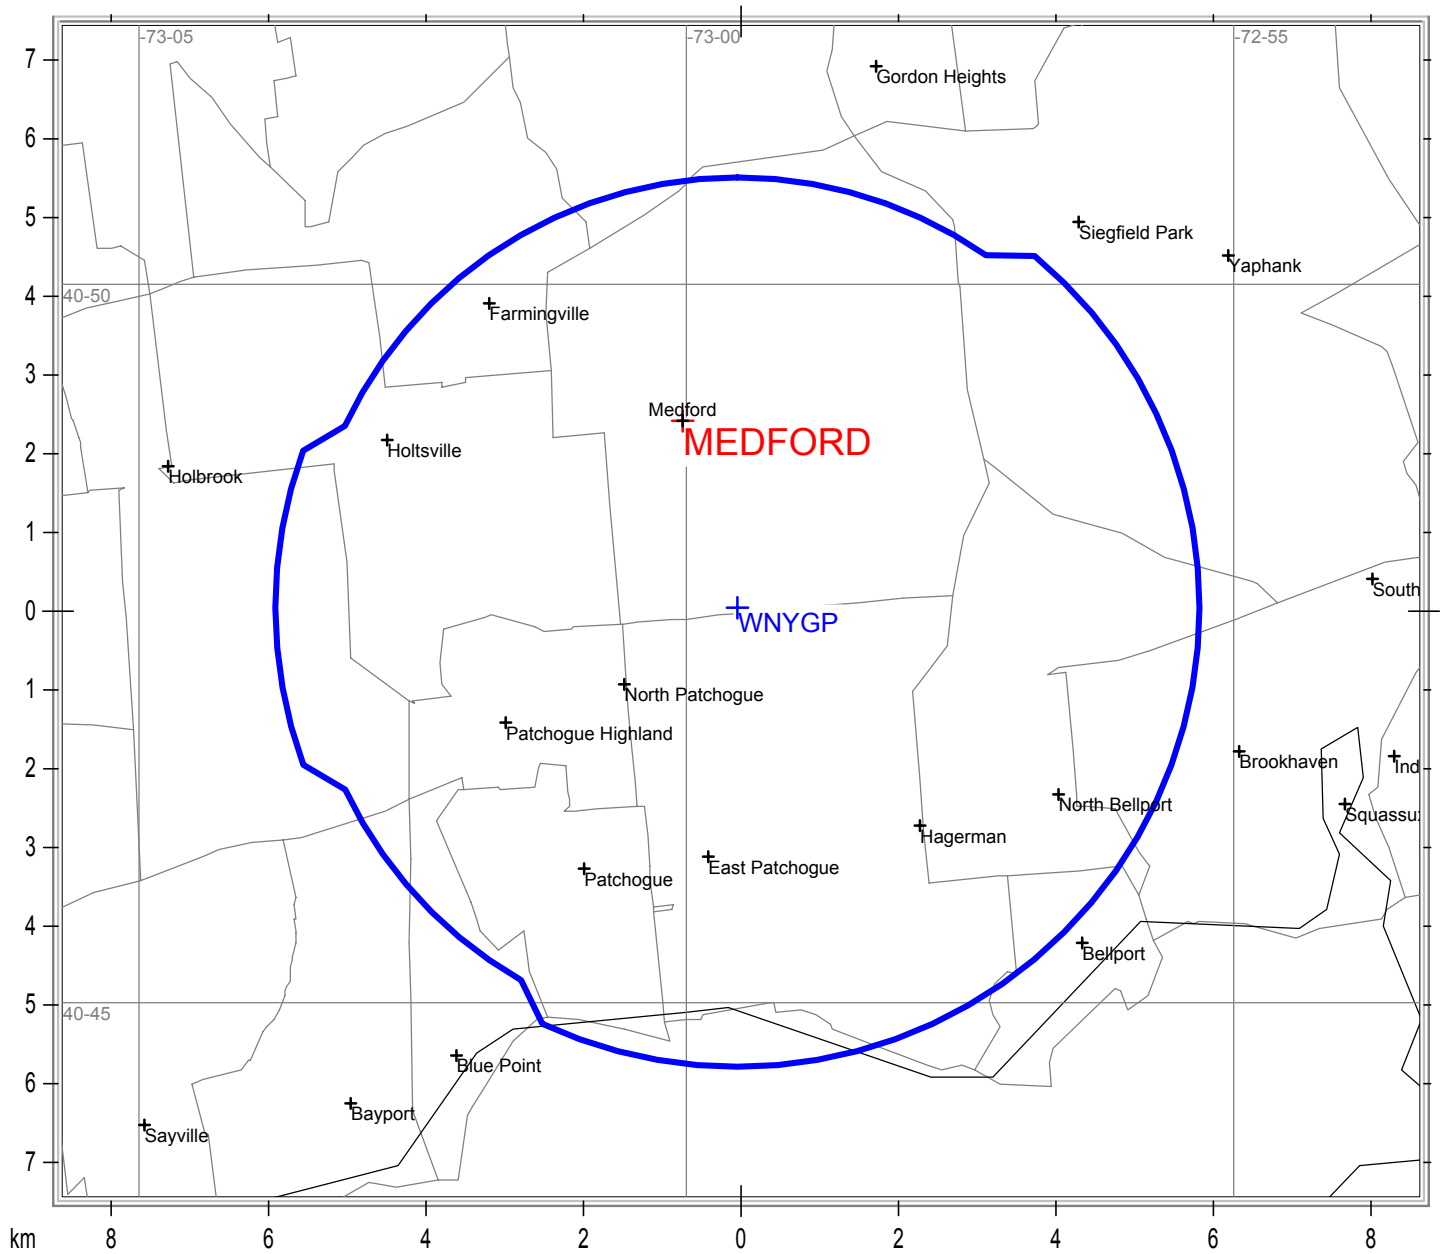 -73-05
-73-00
-72-55
7
Gordon Heights
6
5
Siegfield Park
Yaphank
40-50
4
Farmingville
3
Medford
MEDFORD
2
Holtsville
Holbrook
1
South
0
WNYGP
1
North Patchogue
Patchogue Highland
Brookhaven
Ind
2
North Bellport
Squassux
Hagerman
3
East Patchogue
Patchogue
4
Bellport
5
40-45
Blue Point
6
Bayport
Sayville
7
km 8 6 4 2 0 2 4 6 8